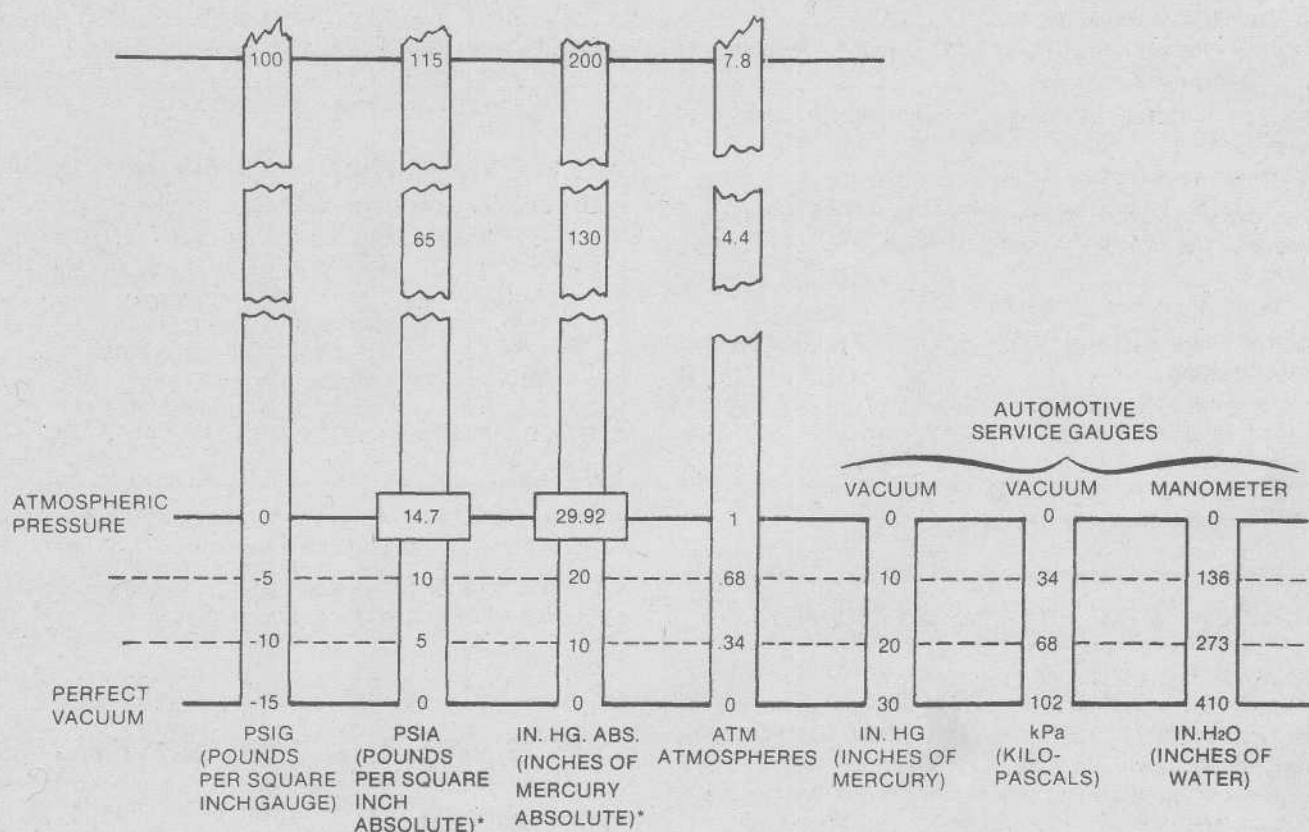 100 115 200 7.8
65 130 4.4
AUTOMOTIVE
SERVICE GAUGES
VACUUM VACUUM MANOMETER
ATMOSPHERIC
PRESSURE
0 14.7 29.92 1 0 0 0
-5 10 20 .68 10 34 136
-10 5 10 .34 20 68 273
PERFECT
VACUUM
-15 0 0 0 30 102 410
PSIG
(POUNDS
PER SQUARE
INCH GAUGE)
PSIA
(POUNDS
PER SQUARE
INCH
ABSOLUTE)*
IN. HG. ABS.
(INCHES OF
MERCURY
ABSOLUTE)*
ATM
ATMOSPHERES
IN. HG
(INCHES OF
MERCURY)
kPa
(KILO-
PASCALS)
IN.H2O
(INCHES OF
WATER)